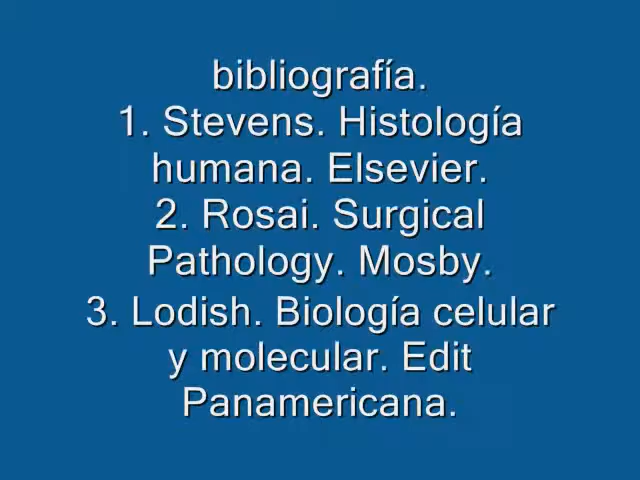 bibliografía.
1. Stevens. Histología
humana. Elsevier.
2. Rosai. Surgical
Pathology. Mosby.
3. Lodish. Biología celular
y molecular. Edit
Panamericana.